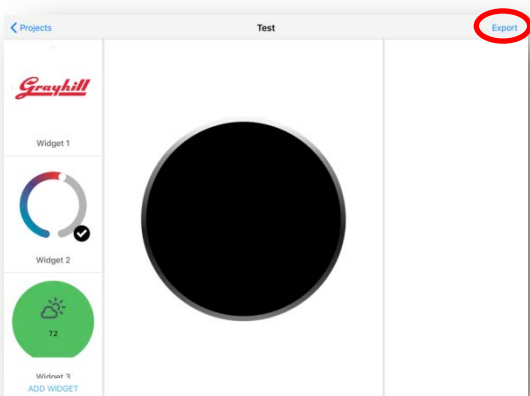 Projects
Test
Export
Grayhill
Widget 1
Widget 2
72
Widget 3
ADD WIDGET